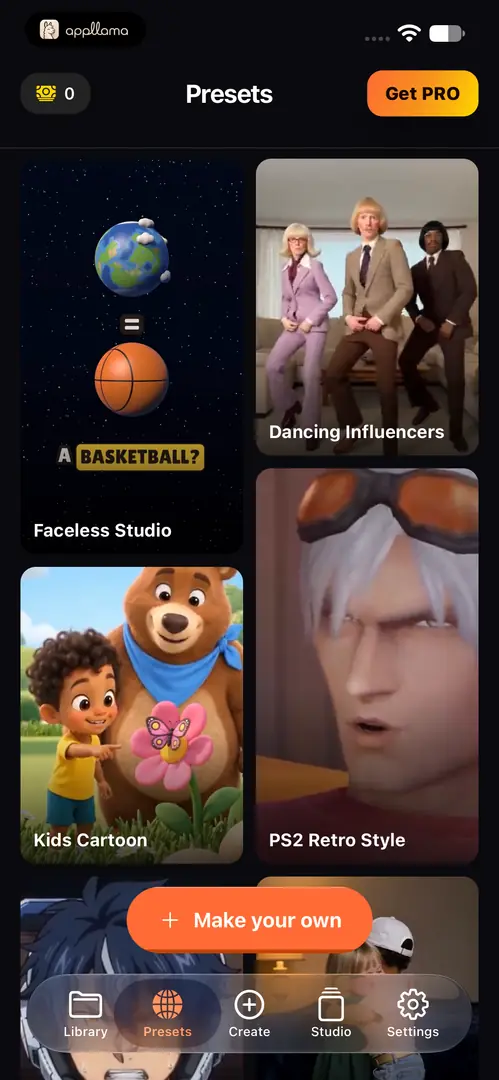 appllama
0
Presets
Get PRO
=
A BASKETBALL?
Faceless Studio
Dancing Influencers
Kids Cartoon
PS2 Retro Style
+ Make your own
Library
Presets
Create
Studio
Settings